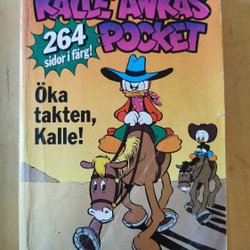 KALLE ANKAS
POCKET
264
sidor i färg!
Öka
takten,
Kalle!